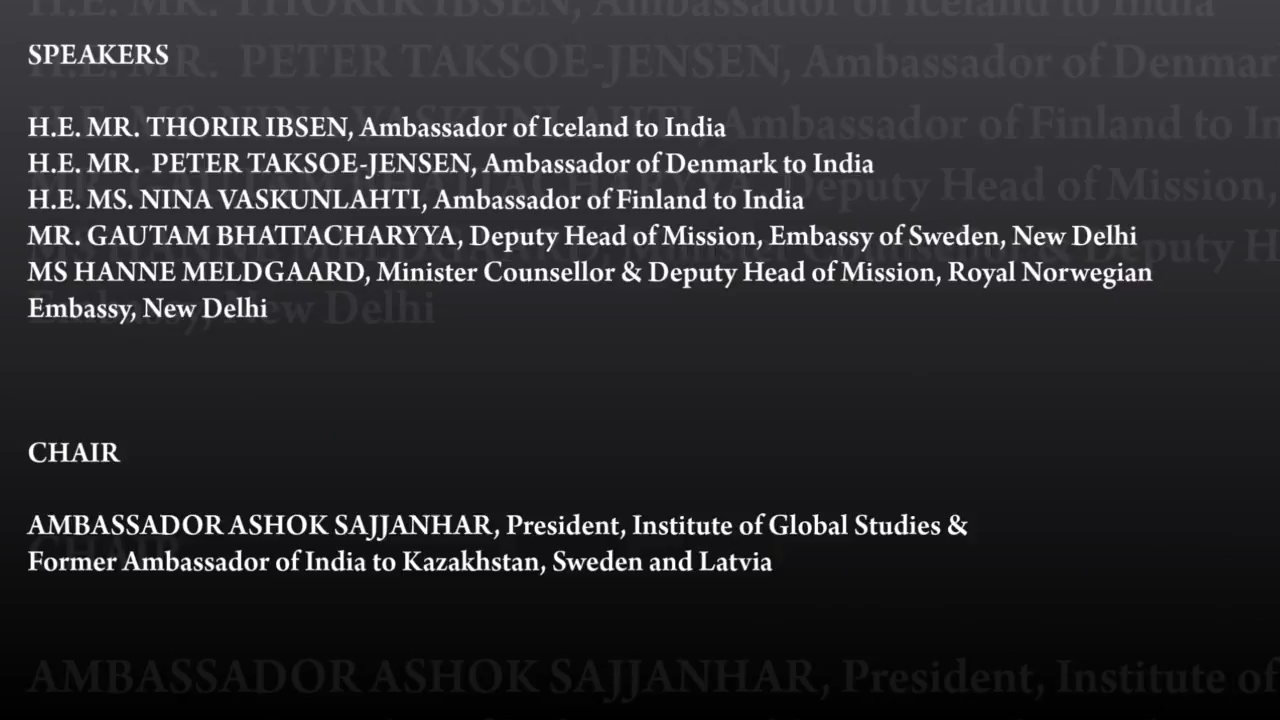 SPEAKERS
H.E. MR. THORIR IBSEN, Ambassador of Iceland to India
H.E. MR. PETER TAKSOE-JENSEN, Ambassador of Denmark to India
H.E. MS. NINA VASKUNLAHTI, Ambassador of Finland to India
MR. GAUTAM BHATTACHARYYA, Deputy Head of Mission, Embassy of Sweden, New Delhi
MS HANNE MELDGAARD, Minister Counsellor & Deputy Head of Mission, Royal Norwegian
Embassy, New Delhi
CHAIR
AMBASSADOR ASHOK SAJJANHAR, President, Institute of Global Studies &
Former Ambassador of India to Kazakhstan, Sweden and Latvia